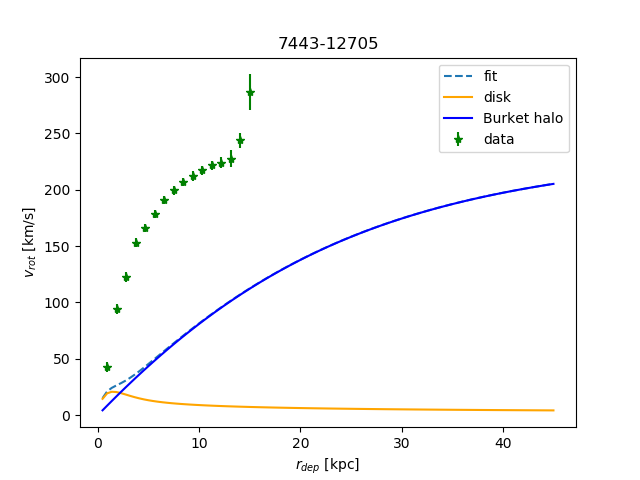 7443-12705
300
250
200
150
100
50
0
v_rot [km/s]
fit
disk
Burket halo
data
0 10 20 30 40
r_dep [kpc]